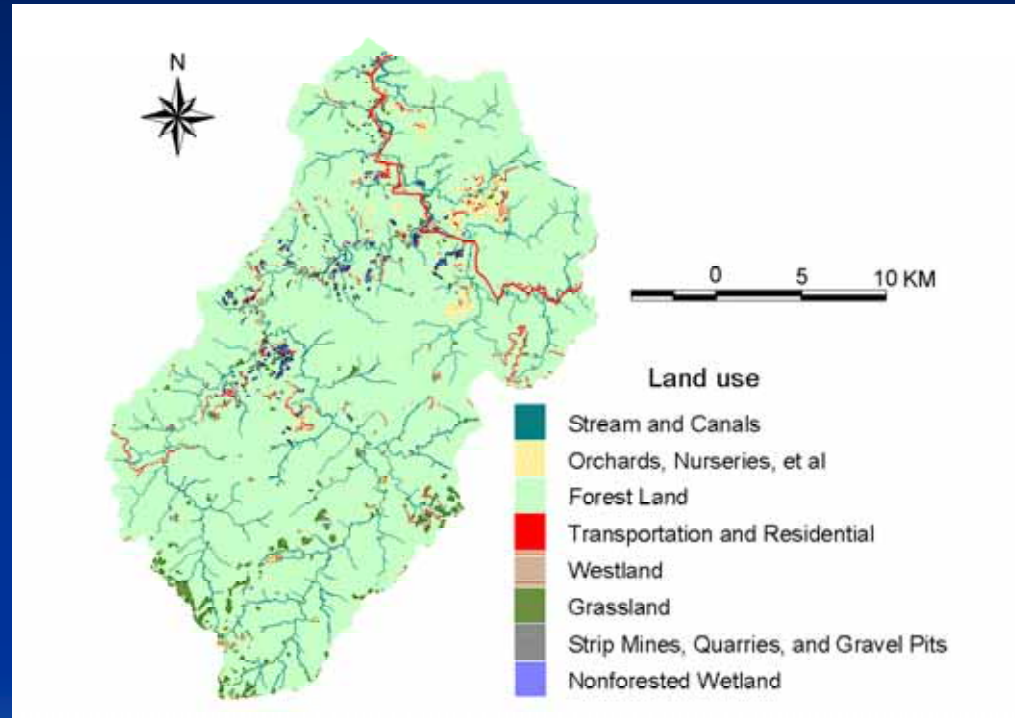 N
0 5 10 KM
Land use
Stream and Canals
Orchards, Nurseries, et al
Forest Land
Transportation and Residential
Westland
Grassland
Strip Mines, Quarries, and Gravel Pits
Nonforested Wetland